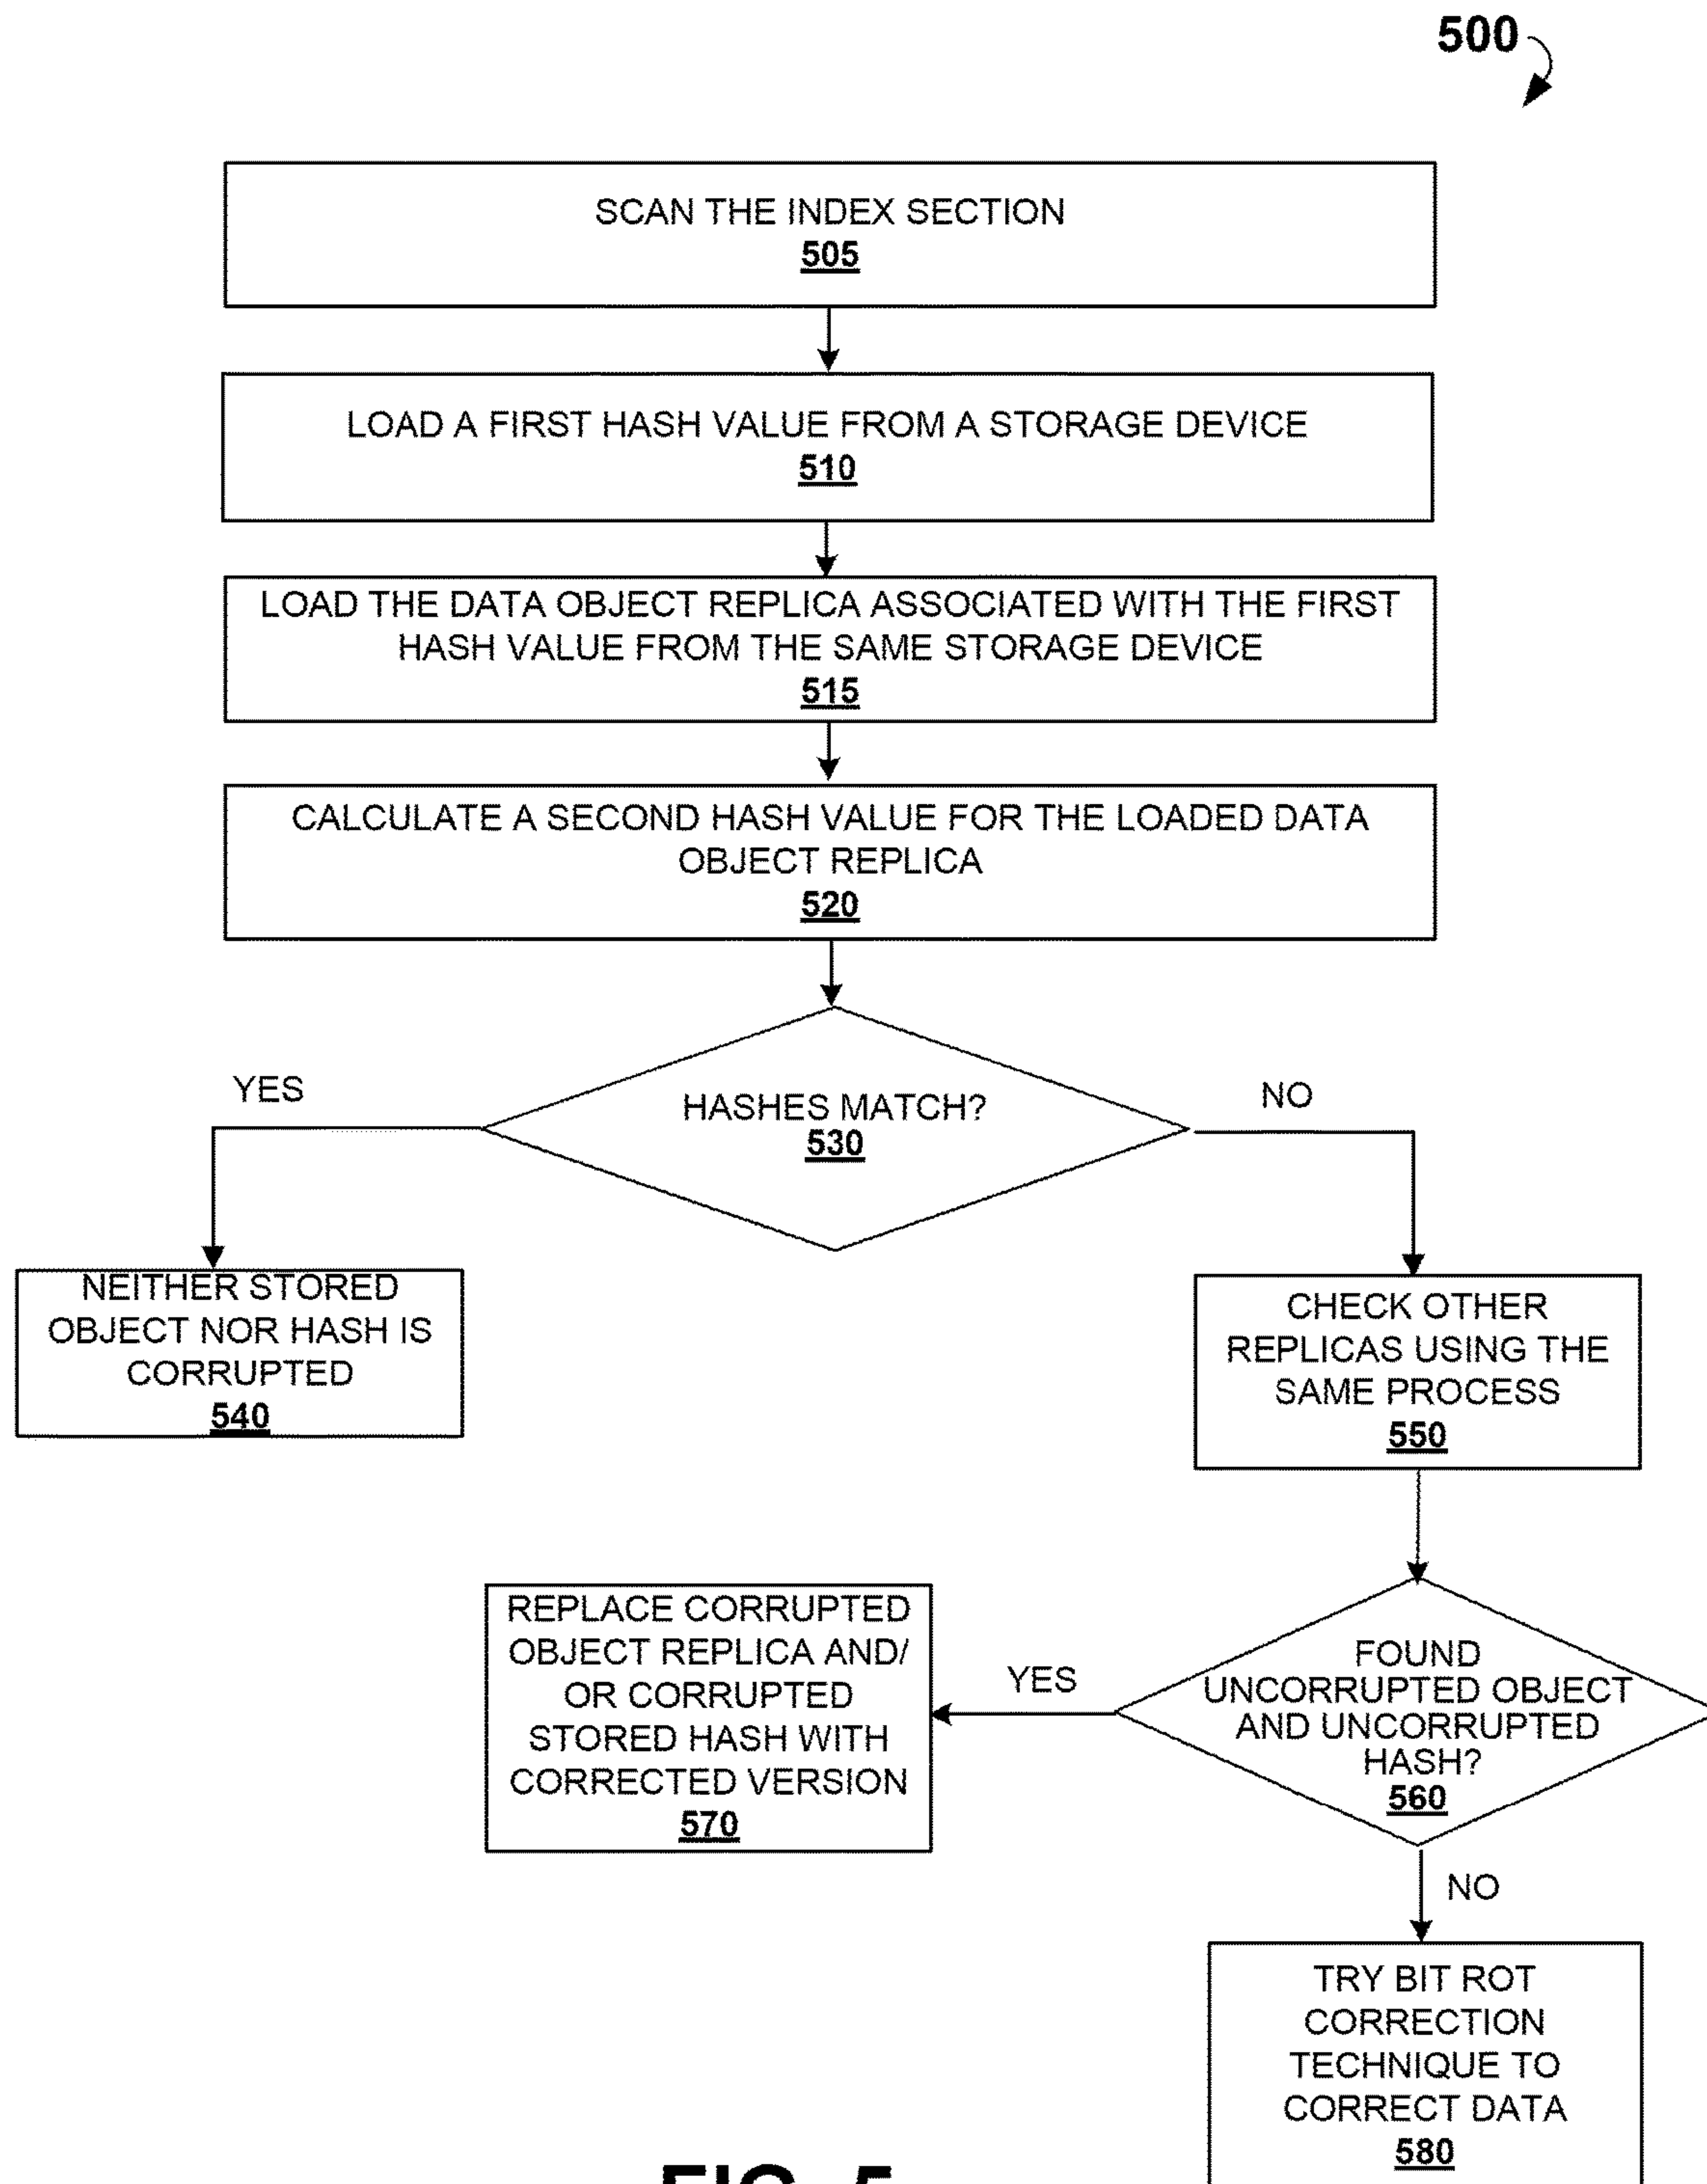 500
SCAN THE INDEX SECTION
505
LOAD A FIRST HASH VALUE FROM A STORAGE DEVICE
510
LOAD THE DATA OBJECT REPLICA ASSOCIATED WITH THE FIRST
HASH VALUE FROM THE SAME STORAGE DEVICE
515
CALCULATE A SECOND HASH VALUE FOR THE LOADED DATA
OBJECT REPLICA
520
HASHES MATCH?
530
YES
NO
NEITHER STORED
OBJECT NOR HASH IS
CORRUPTED
540
CHECK OTHER
REPLICAS USING THE
SAME PROCESS
550
FOUND
UNCORRUPTED OBJECT
AND UNCORRUPTED
HASH?
560
YES
REPLACE CORRUPTED
OBJECT REPLICA AND/
OR CORRUPTED
STORED HASH WITH
CORRECTED VERSION
570
NO
TRY BIT ROT
CORRECTION
TECHNIQUE TO
CORRECT DATA
580
FIG. 5